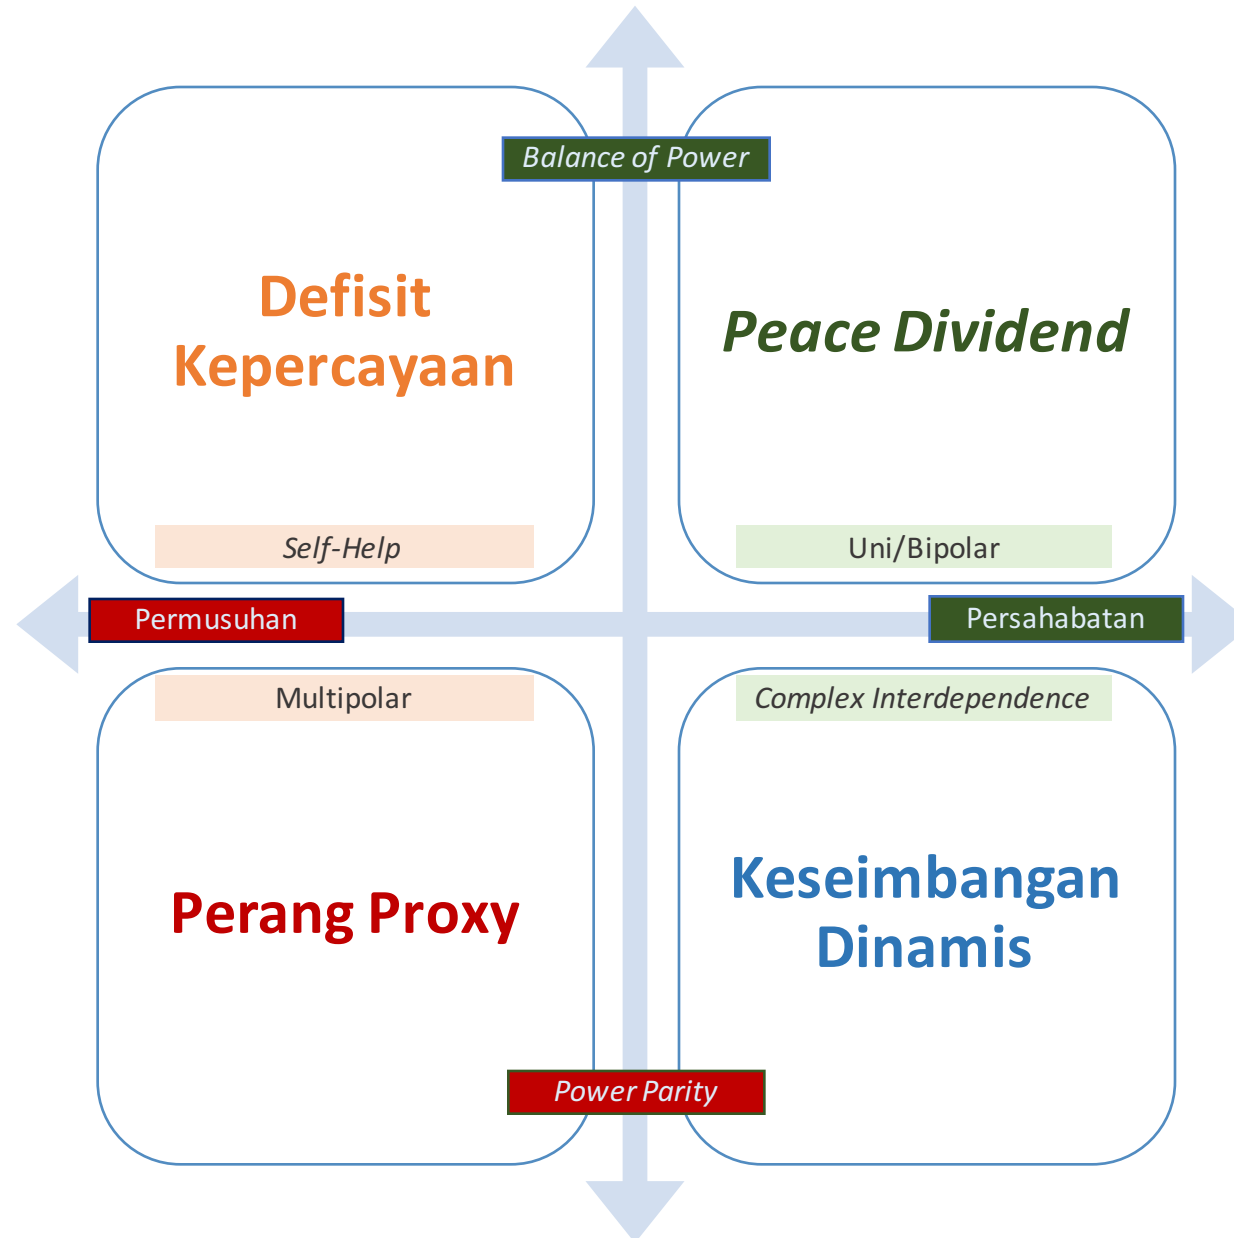 Balance of Power
Defisit
Kepercayaan
Peace Dividend
Self-Help
Uni/Bipolar
Permusuhan
Persahabatan
Multipolar
Complex Interdependence
Perang Proxy
Keseimbangan
Dinamis
Power Parity